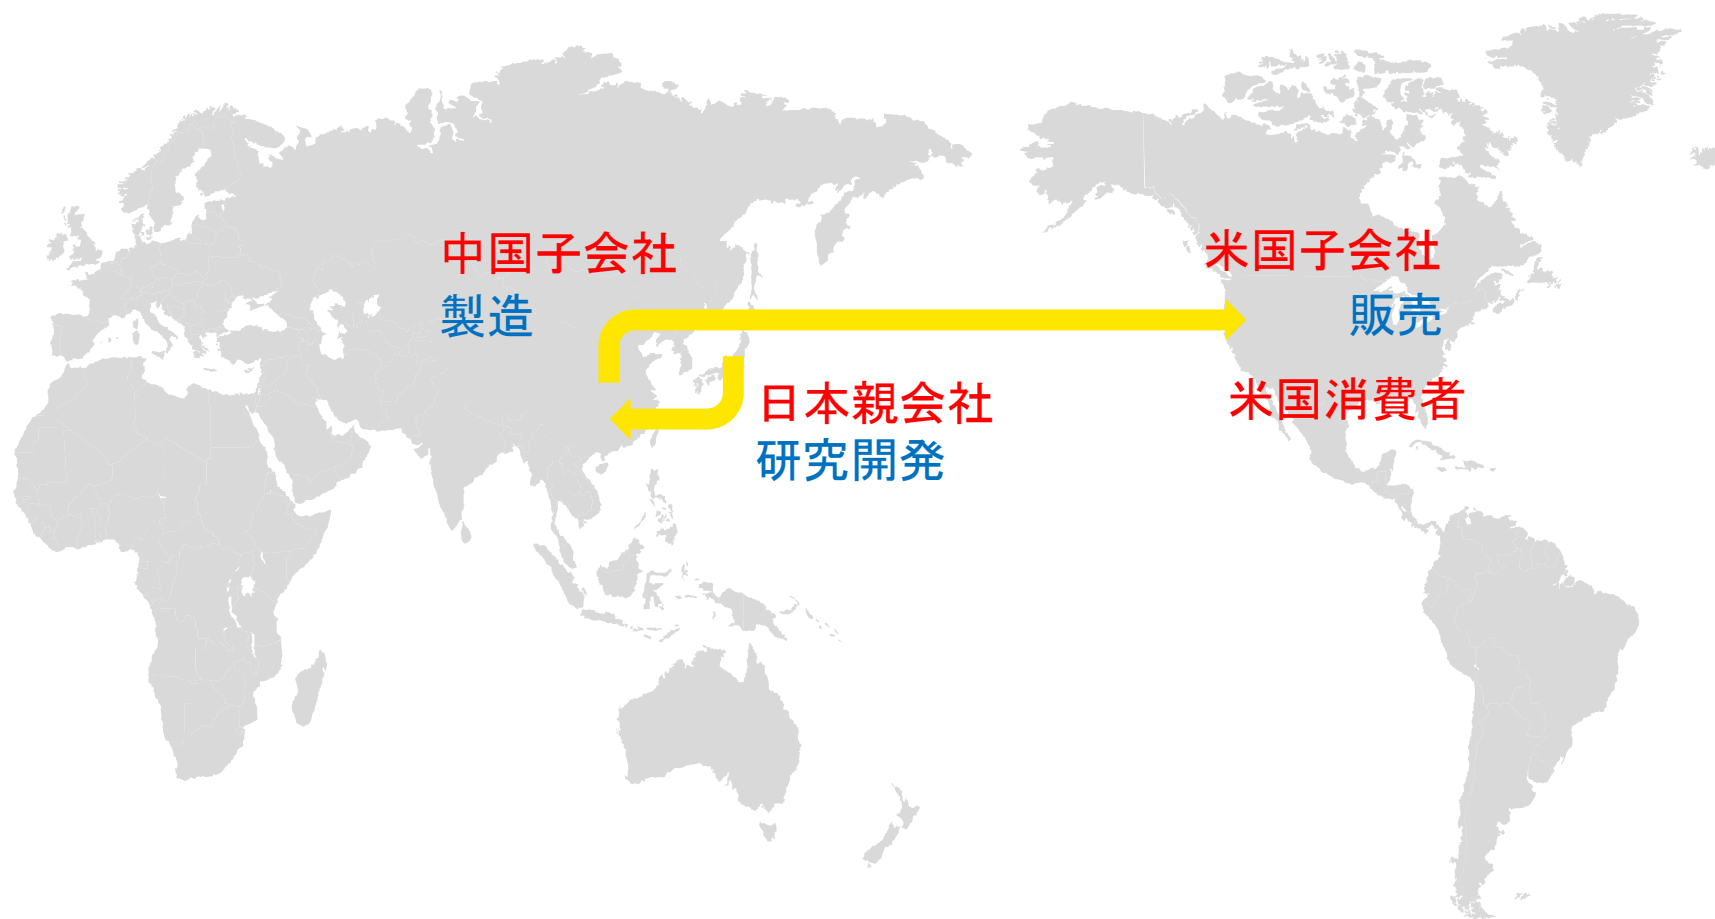 中国子会社
製造
米国子会社
販売
日本親会社
研究開発
米国消費者